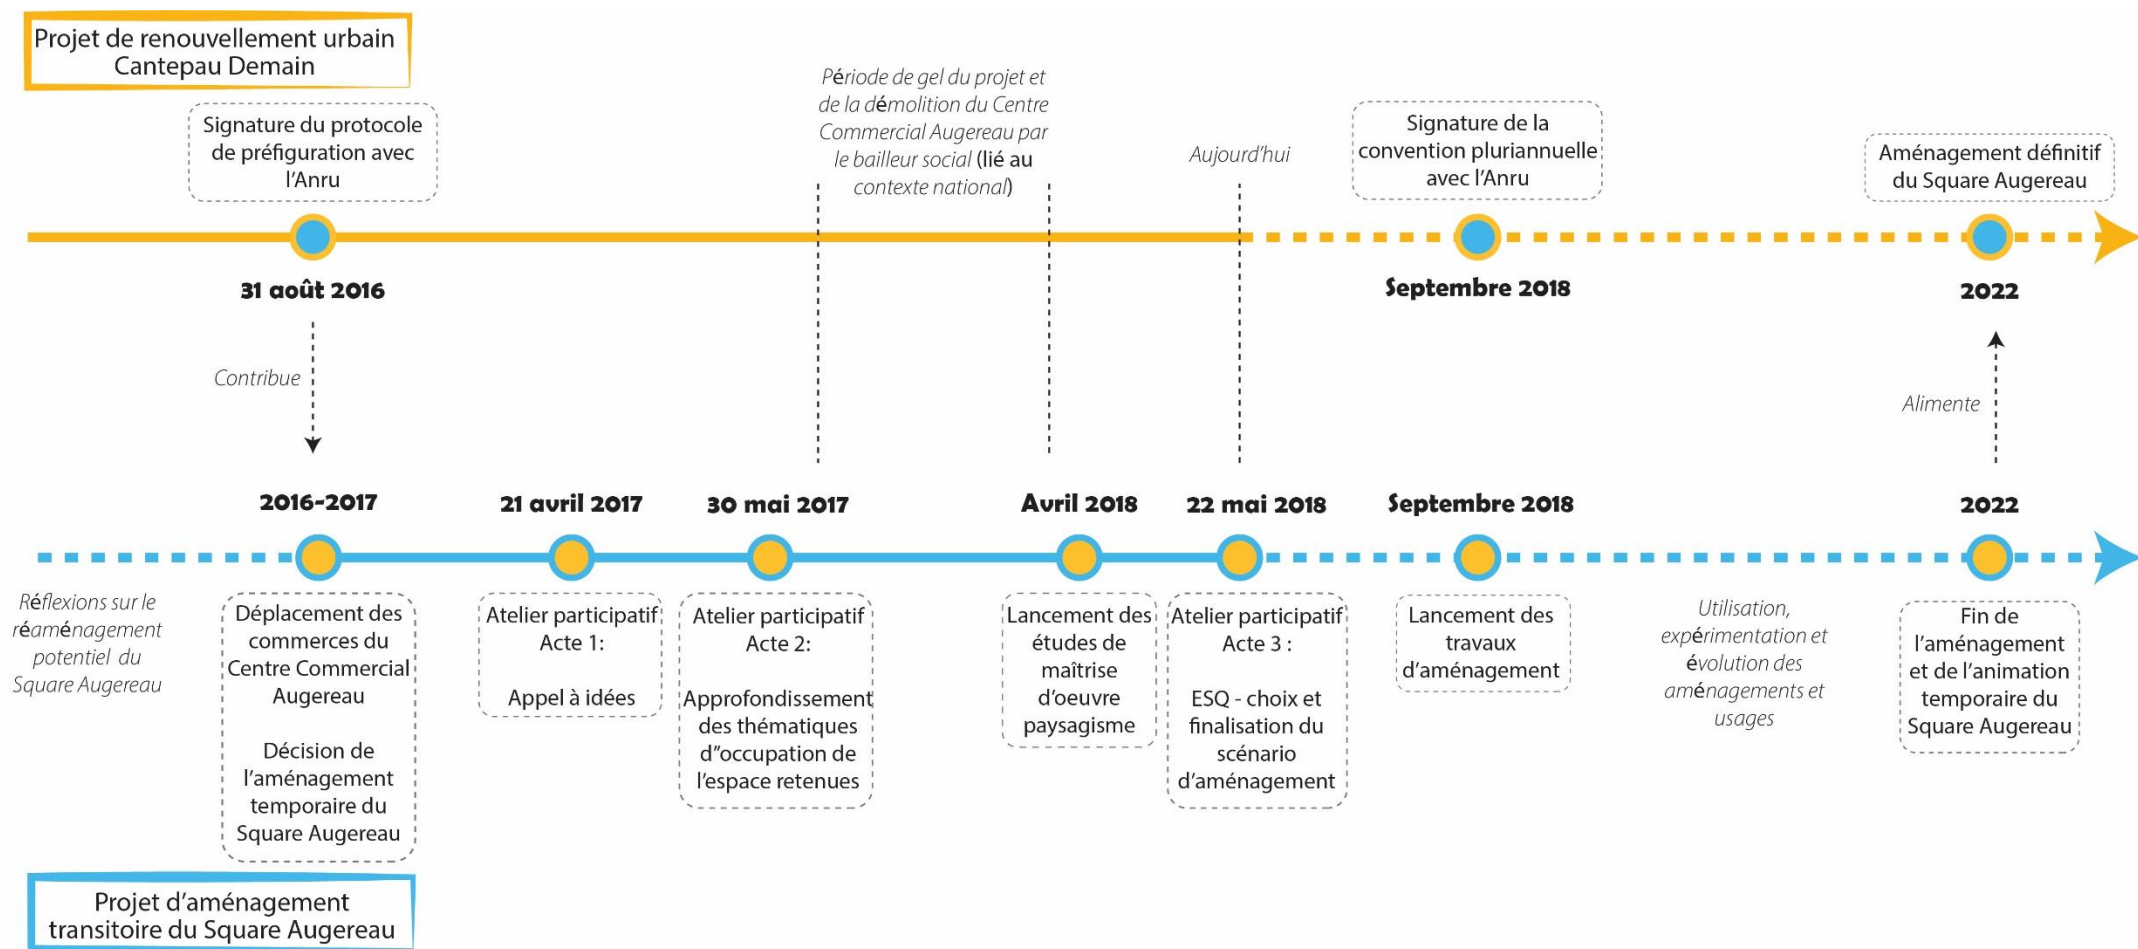 Projet de renouvellement urbain
Cantepau Demain
Signature du protocole
de préfiguration avec
l'Anru
Période de gel du projet et
de la démolition du Centre
Commercial Augereau par
le bailleur social (lié au
contexte national)
Aujourd'hui
Signature de la
convention pluriannuelle
avec l'Anru
Aménagement définitif
du Square Augereau
31 août 2016
Septembre 2018
2022
Contribue
Alimente
2016-2017
21 avril 2017
30 mai 2017
Avril 2018
22 mai 2018
Septembre 2018
2022
Réflexions sur le
réaménagement
potentiel du
Square Augereau
Déplacement des
commerces du
Centre Commercial
Augereau
Décision de
l'aménagement
temporaire du
Square Augereau
Atelier participatif
Acte 1:
Appel à idées
Atelier participatif
Acte 2:
Approfondissement
des thématiques
d"occupation de
l'espace retenues
Lancement des
études de
maîtrise
d'oeuvre
paysagisme
Atelier participatif
Acte 3 :
ESQ - choix et
finalisation du
scénario
d'aménagement
Lancement des
travaux
d'aménagement
Utilisation,
expérimentation et
évolution des
aménagements et
usages
Fin de
l'aménagement
et de l'animation
temporaire du
Square Augereau
Projet d'aménagement
transitoire du Square Augereau